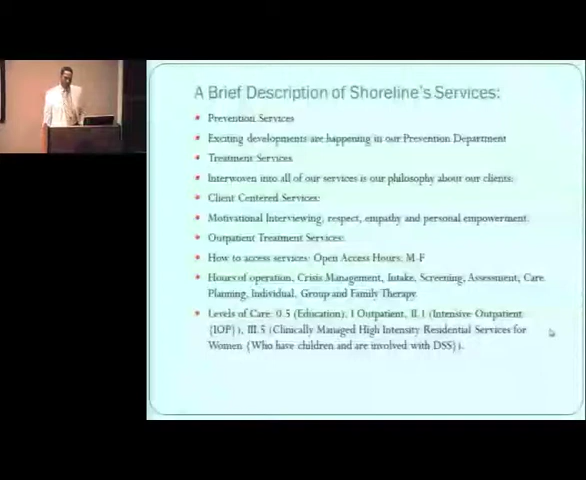 A Brief Description of Shoreline's Services:
Prevention Services
Exciting developments are happening in our Prevention Department
Treatment Services
Interwoven into all of our services is our philosophy about our clients:
Client Centered Services:
Motivational Interviewing, respect, empathy and personal empowerment.
Outpatient Treatment Services:
How to access services: Open Access Hours: M-F
Hours of operation, Crisis Management, Intake, Screening, Assessment, Care
Planning, Individual, Group and Family Therapy.
Levels of Care: 0.5 (Education), I Outpatient, II.1 (Intensive Outpatient
{IOP}), III.5 (Clinically Managed High Intensity Residential Services for
Women {Who have children and are involved with DSS}).